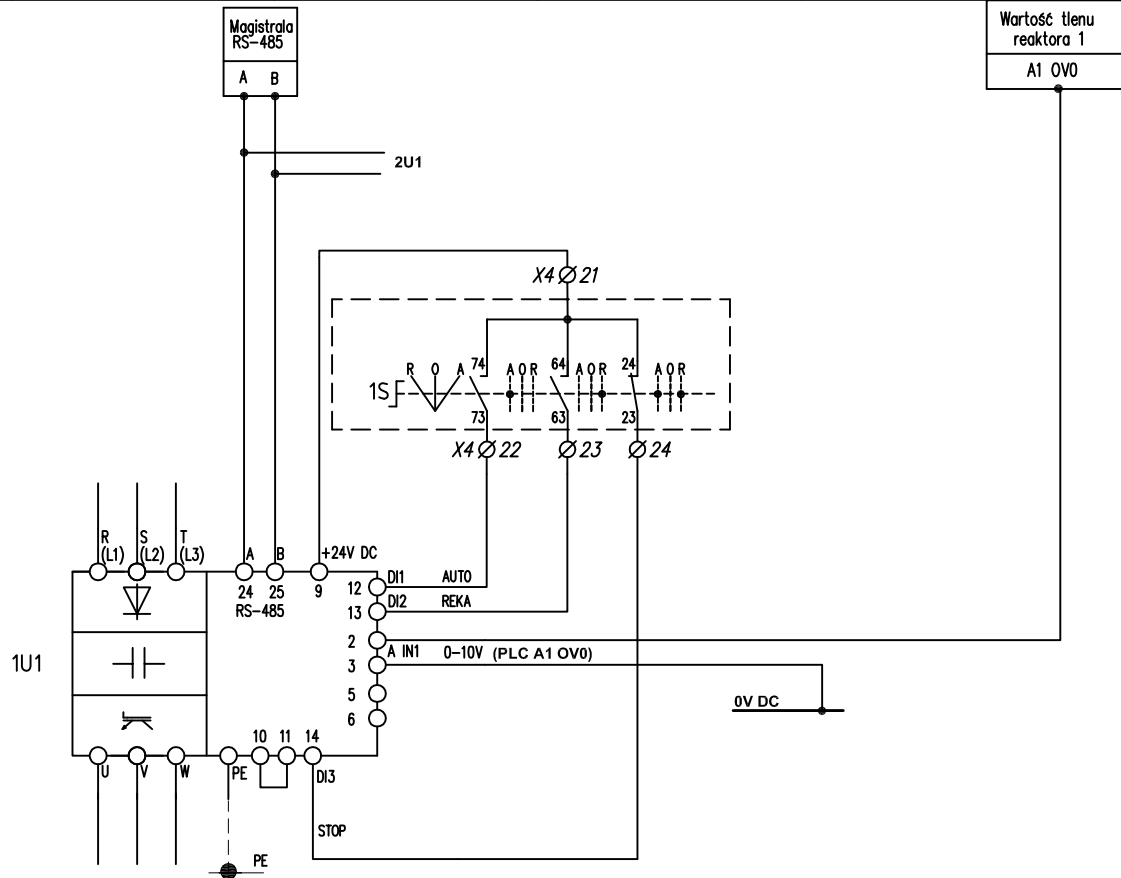 Magistrala
RS-485
A B
Wartość tlenu
reaktora 1
A1 OV0
2U1
X4 21
R O A 74 A O R 64 A O R 24 A O R
1S
73 63 23
X4 22 23 24
R S T
(L1) (L2) (L3)
A B +24V DC
24 25 9
RS-485
12 DI1 AUTO
13 DI2 REKA
2
A IN1 0-10V (PLC A1 OV0)
3
1U1
5
6
0V DC
10 11 14
U V W PE DI3
STOP
PE